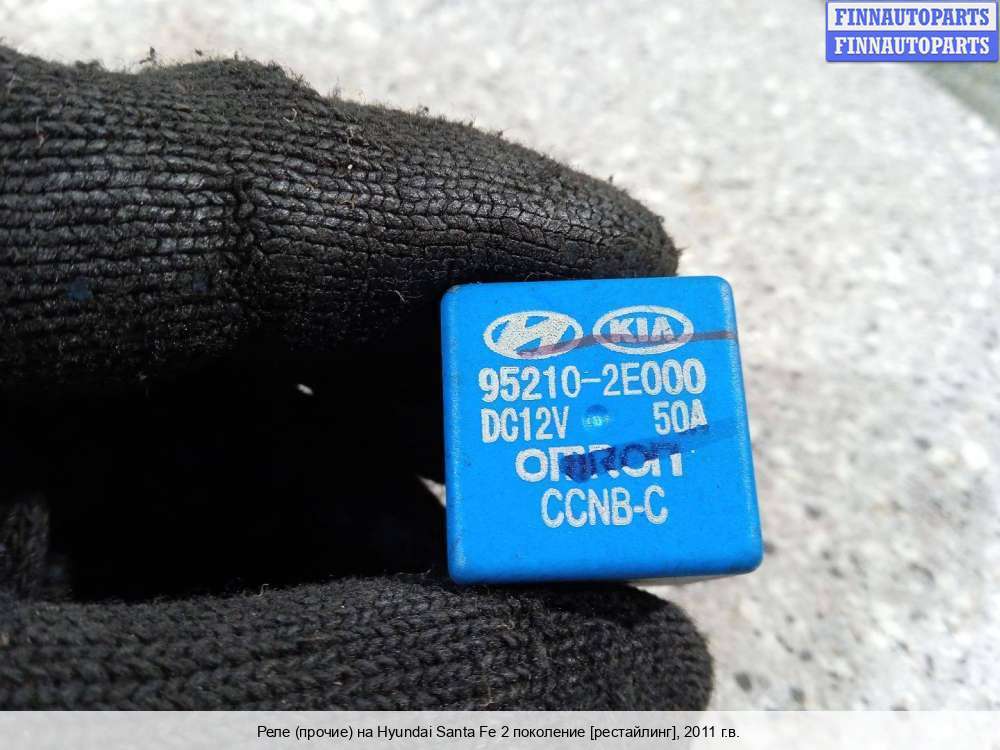 FINNAUTOPARTS
FINNAUTOPARTS
KIA
95210-2E000
DC12V 50A
omron
CCNB-C
Реле (прочие) на Hyundai Santa Fe 2 поколение [рестайлинг], 2011 г.в.